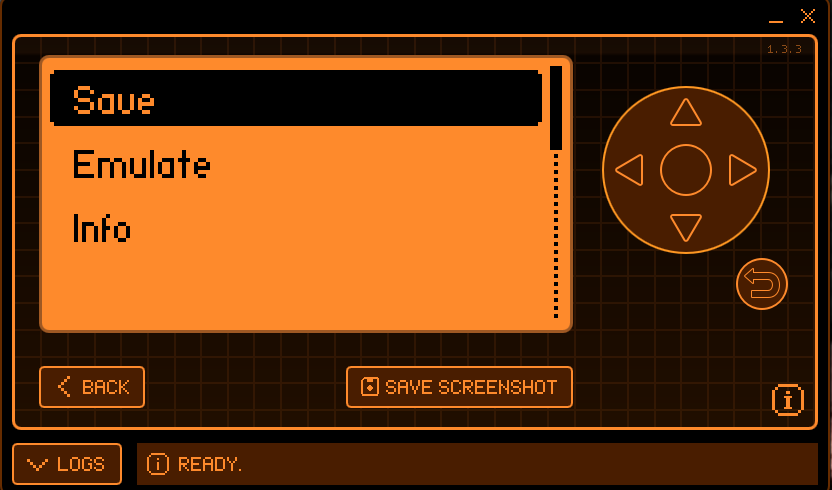 1.3.3
Save
Emulate
Info
BACK
SAVE SCREENSHOT
LOGS
READY.